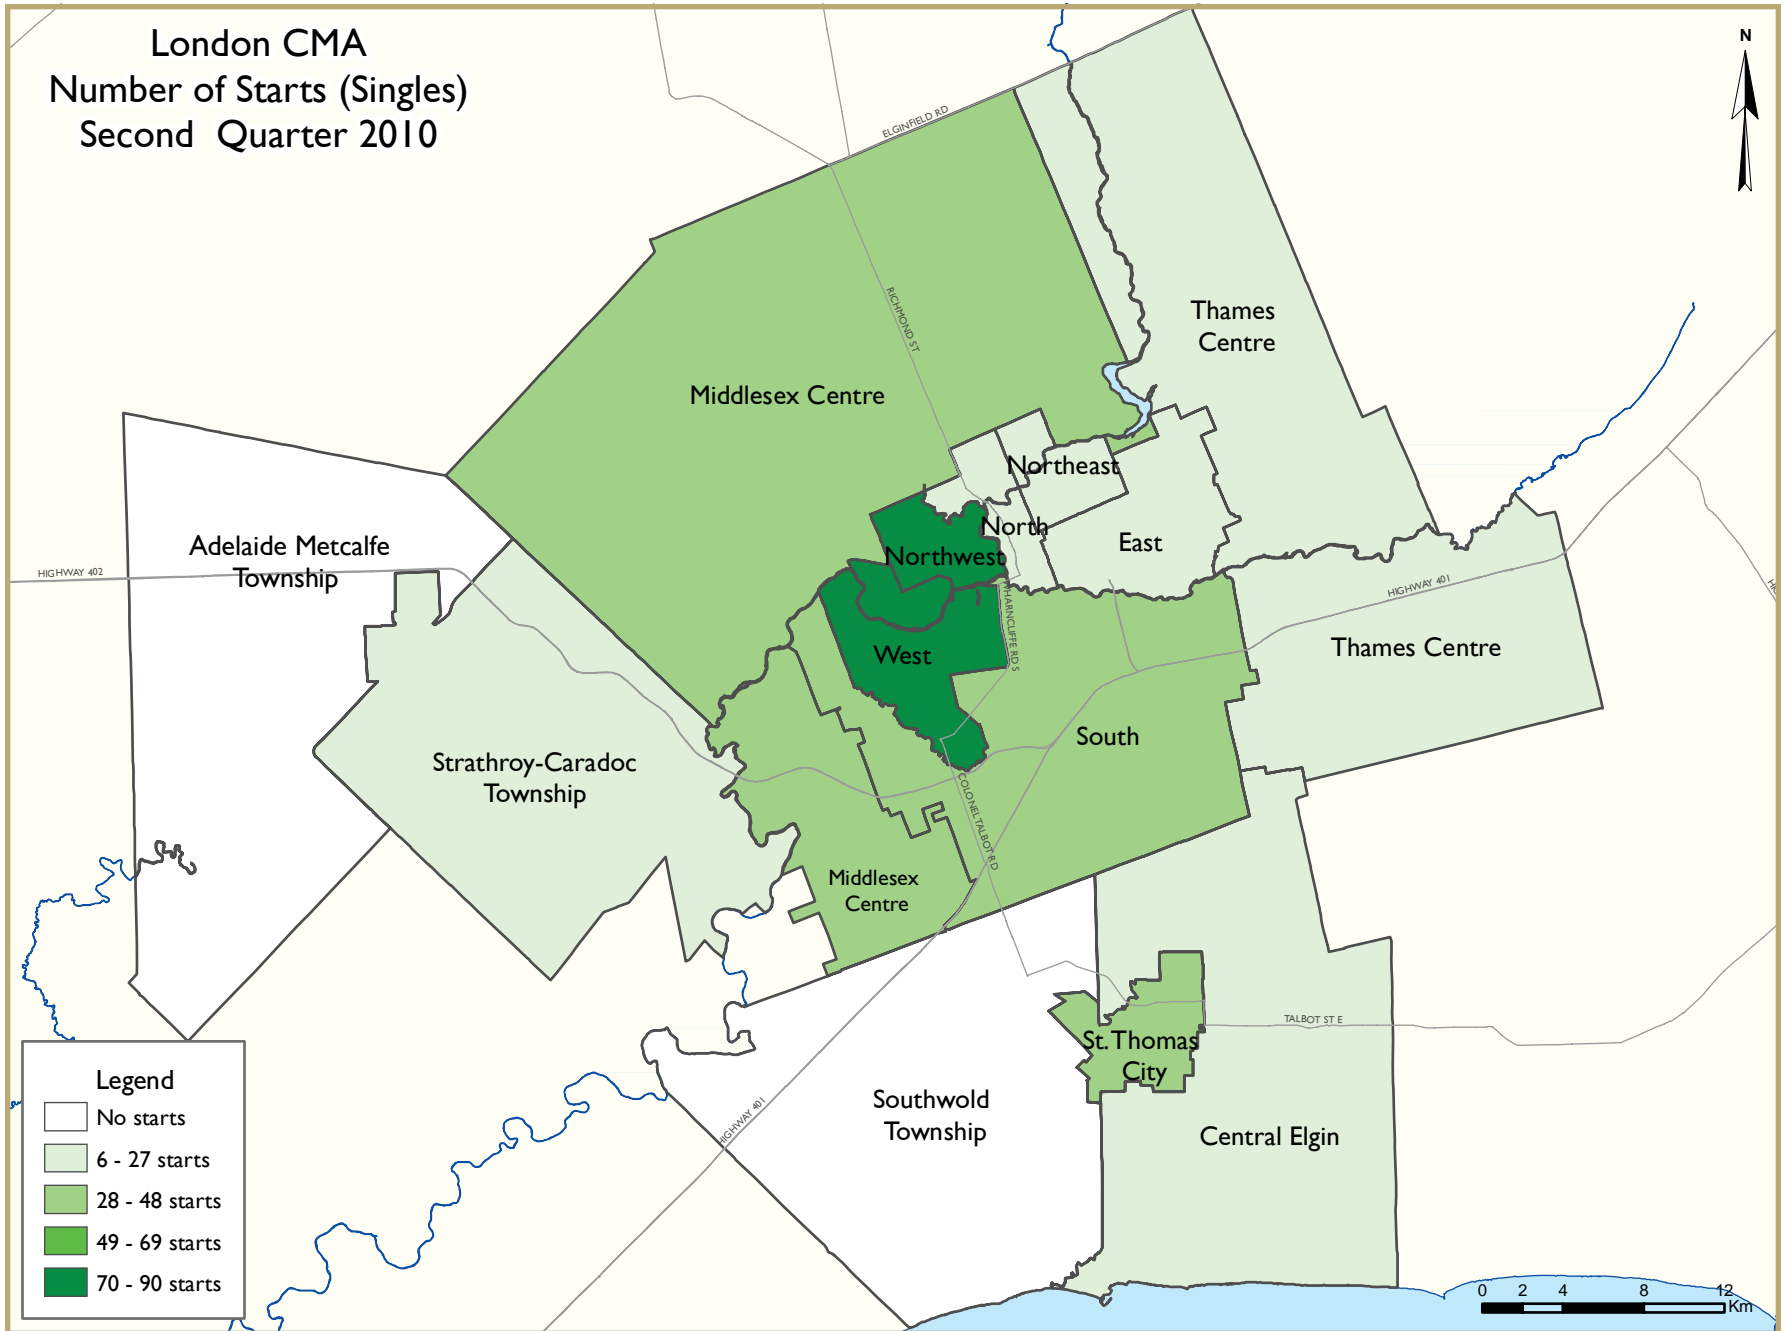 London CMA
Number of Starts (Singles)
Second Quarter 2010
N
ELGINFIELD RD
RICHMOND ST
Thames
Centre
Middlesex Centre
Northeast
North
East
Northwest
Adelaide Metcalfe
Township
HIGHWAY 402
HIGHWAY 401
WHARNCLIFFE RD S
West
Thames Centre
South
Strathroy-Caradoc
Township
COLONEL TALBOT RD
Middlesex
Centre
TALBOT ST E
St. Thomas
City
Southwold
Township
HIGHWAY 401
Central Elgin
Legend
No starts
6 - 27 starts
28 - 48 starts
49 - 69 starts
70 - 90 starts
0 2 4 8 12
Km